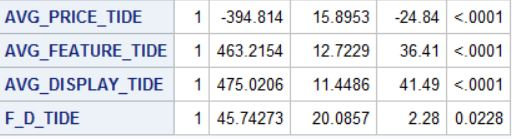 AVG_PRICE_TIDE 1 -394.814 15.8953 -24.84 <.0001
AVG_FEATURE_TIDE 1 463.2154 12.7229 36.41 <.0001
AVG_DISPLAY_TIDE 1 475.0206 11.4486 41.49 <.0001
F_D_TIDE 1 45.74273 20.0857 2.28 0.0228